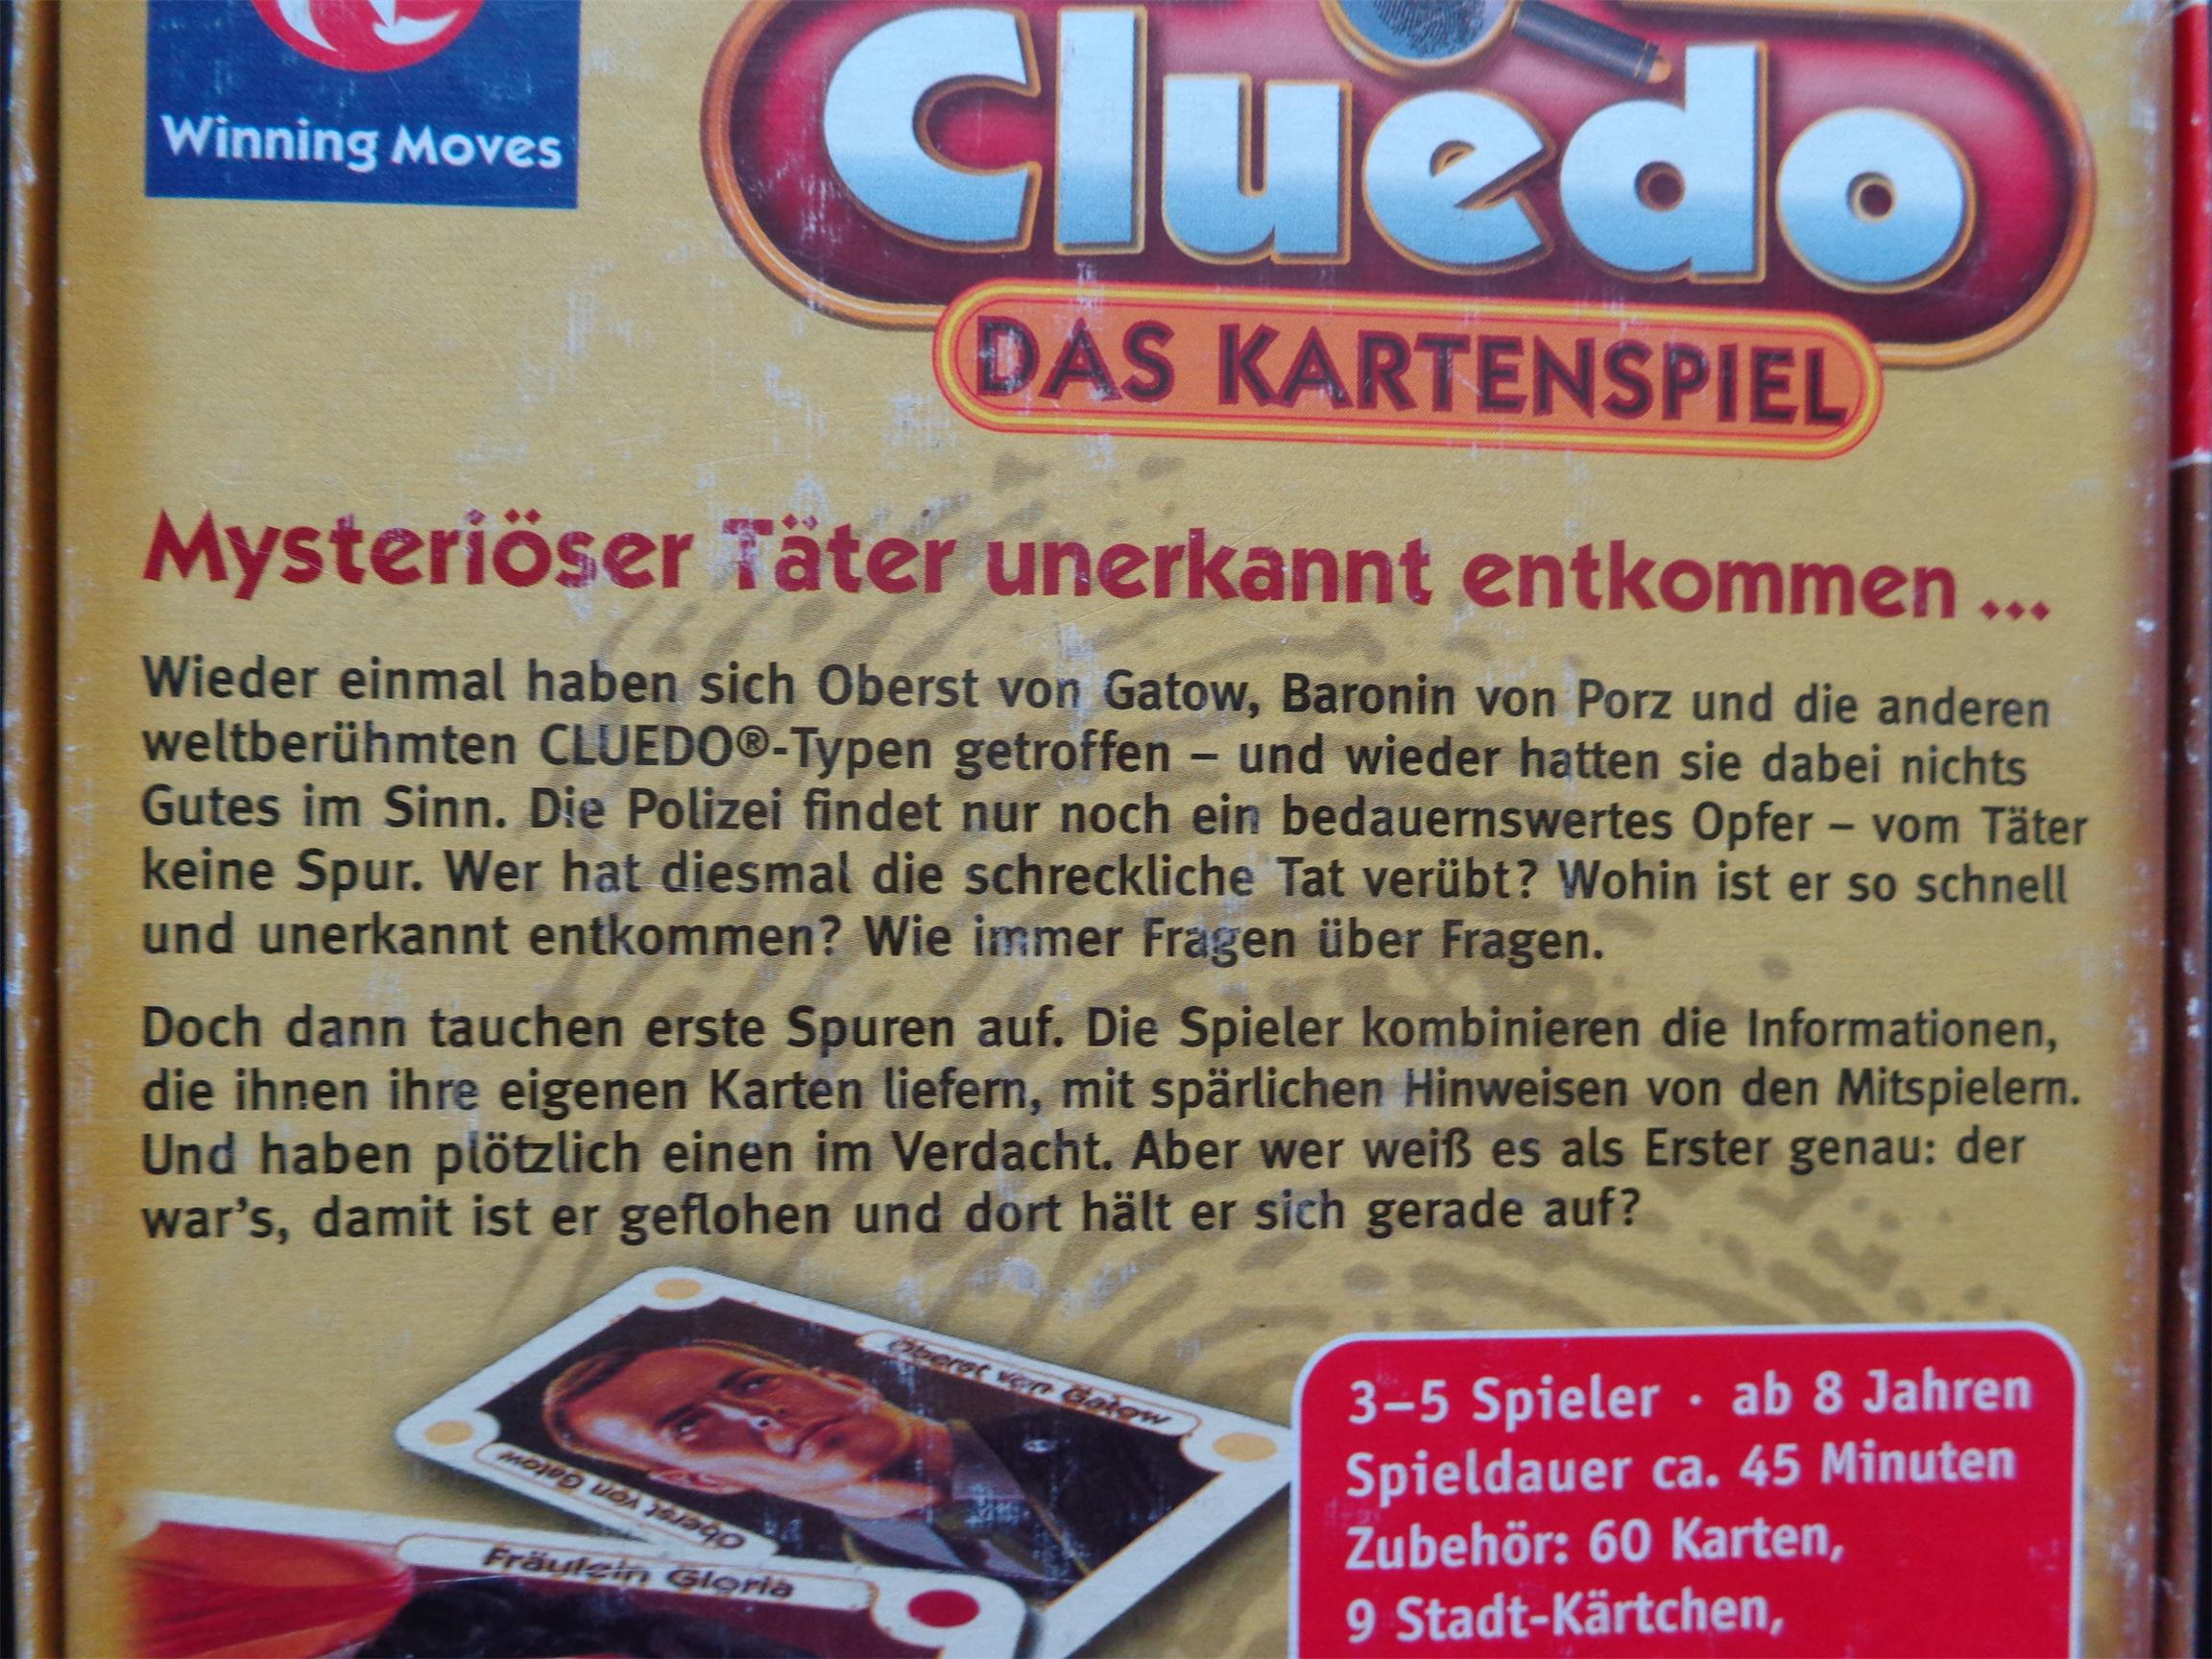 Winning Moves
Cluedo
DAS KARTENSPIEL
Mysteriöser Täter unerkannt entkommen ...
Wieder einmal haben sich Oberst von Gatow, Baronin von Porz und die anderen
weltberühmten CLUEDO®-Typen getroffen – und wieder hatten sie dabei nichts
Gutes im Sinn. Die Polizei findet nur noch ein bedauernswertes Opfer – vom Täter
keine Spur. Wer hat diesmal die schreckliche Tat verübt? Wohin ist er so schnell
und unerkannt entkommen? Wie immer Fragen über Fragen.
Doch dann tauchen erste Spuren auf. Die Spieler kombinieren die Informationen,
die ihnen ihre eigenen Karten liefern, mit spärlichen Hinweisen von den Mitspielern.
Und haben plötzlich einen im Verdacht. Aber wer weiß es als Erster genau: der
war's, damit ist er geflohen und dort hält er sich gerade auf?
Oberst von Gatow
Oberst von Gatow
Fräulein Gloria
3–5 Spieler · ab 8 Jahren
Spieldauer ca. 45 Minuten
Zubehör: 60 Karten,
9 Stadt-Kärtchen,